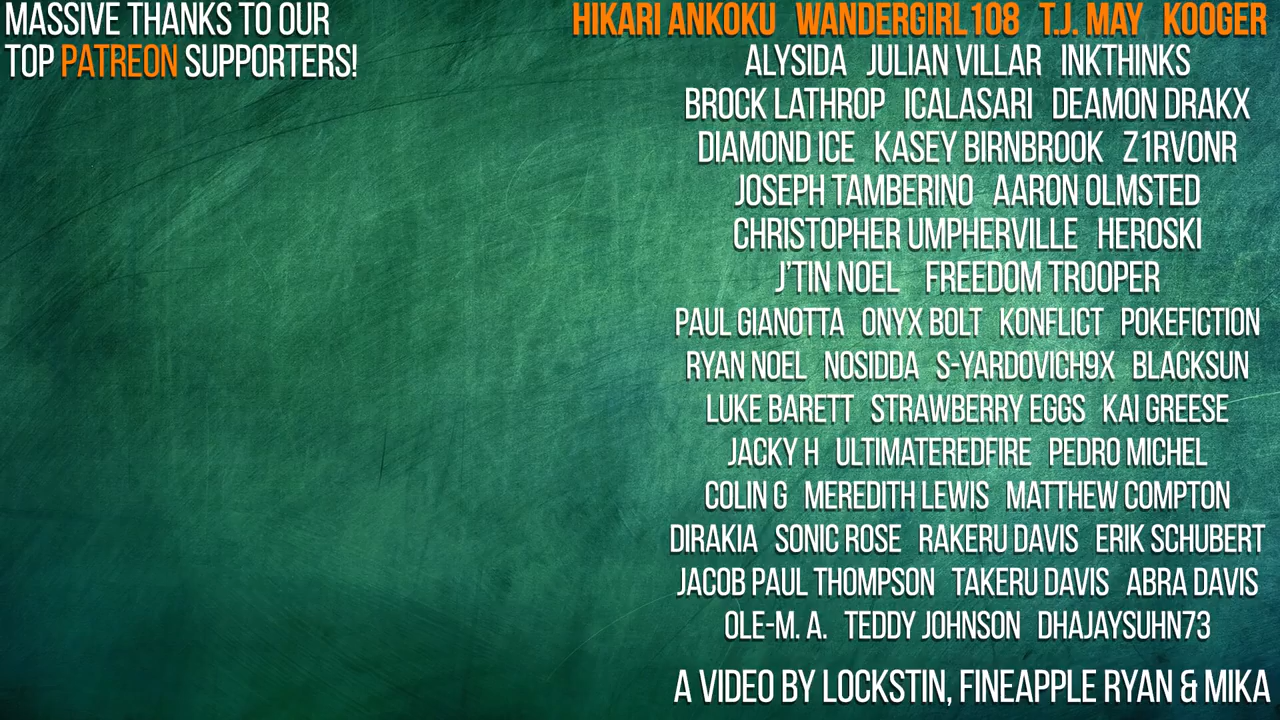 MASSIVE THANKS TO OUR
TOP PATREON SUPPORTERS!
HIKARI ANKOKU WANDERGIRL108 T.J. MAY KOOGER
ALYSIDA JULIAN VILLAR INKTHINKS
BROCK LATHROP ICALASARI DEAMON DRAKX
DIAMOND ICE KASEY BIRNBROOK Z1RVONR
JOSEPH TAMBERINO AARON OLMSTED
CHRISTOPHER UMPHERVILLE HEROSKI
J'TIN NOEL FREEDOM TROOPER
PAUL GIANOTTA ONYX BOLT KONFLICT POKEFICTION
RYAN NOEL NOSIDDA S-YARDOVICH9X BLACKSUN
LUKE BARETT STRAWBERRY EGGS KAI GREESE
JACKY H ULTIMATEREDFIRE PEDRO MICHEL
COLIN G MEREDITH LEWIS MATTHEW COMPTON
DIRAKIA SONIC ROSE RAKERU DAVIS ERIK SCHUBERT
JACOB PAUL THOMPSON TAKERU DAVIS ABRA DAVIS
OLE-M. A. TEDDY JOHNSON DHAJAYSUHN73
A VIDEO BY LOCKSTIN, FINEAPPLE RYAN & MIKA